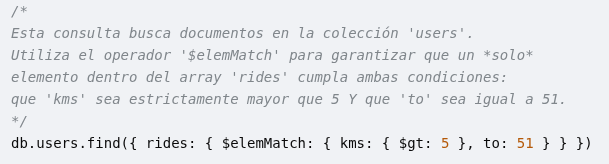 /*
Esta consulta busca documentos en la colección 'users'.
Utiliza el operador '$elemMatch' para garantizar que un *solo*
elemento dentro del array 'rides' cumpla ambas condiciones:
que 'kms' sea estrictamente mayor que 5 Y que 'to' sea igual a 51.
*/
db.users.find({ rides: { $elemMatch: { kms: { $gt: 5 }, to: 51 } } })